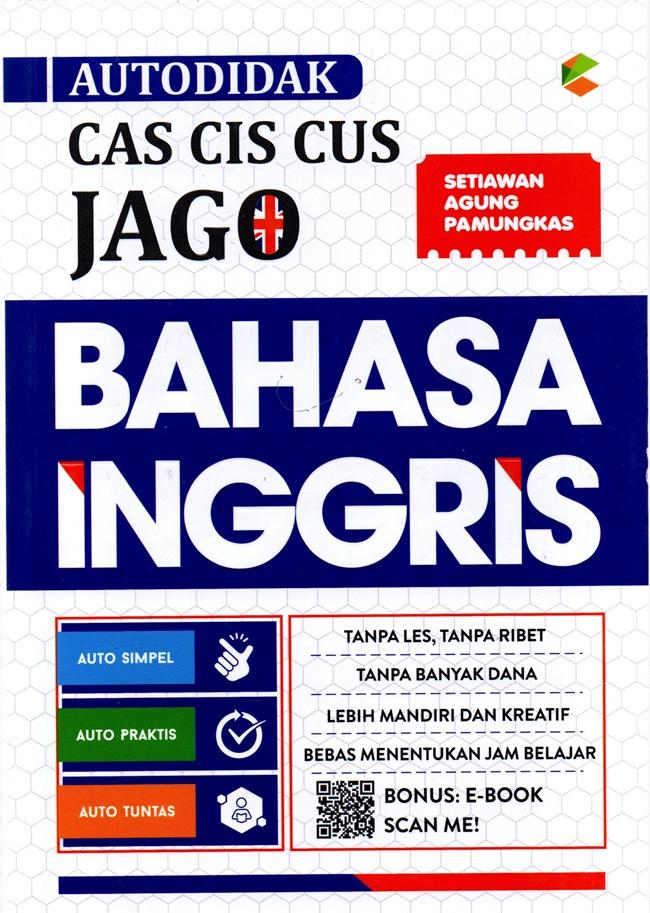 AUTODIDAK
CAS CIS CUS
JAGO
SETIAWAN
AGUNG
PAMUNGKAS
BAHASA
INGGRIS
AUTO SIMPEL
AUTO PRAKTIS
AUTO TUNTAS
TANPA LES, TANPA RIBET
TANPA BANYAK DANA
LEBIH MANDIRI DAN KREATIF
BEBAS MENENTUKAN JAM BELAJAR
BONUS: E-BOOK
SCAN ME!